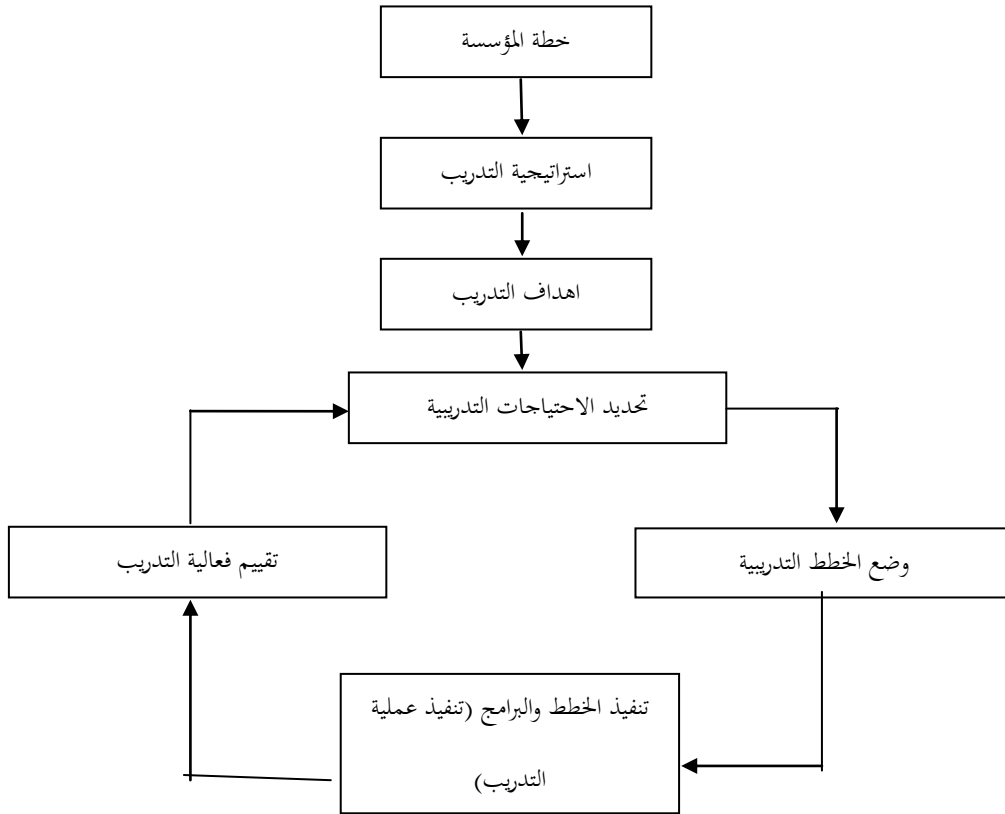 خطة المؤسسة
استراتيجية التدريب
اهداف التدريب
تحديد الاحتياجات التدريبية
وضع الخطط التدريبية
تقييم فعالية التدريب
تنفيذ الخطط والبرامج (تنفيذ عملية
التدريب)